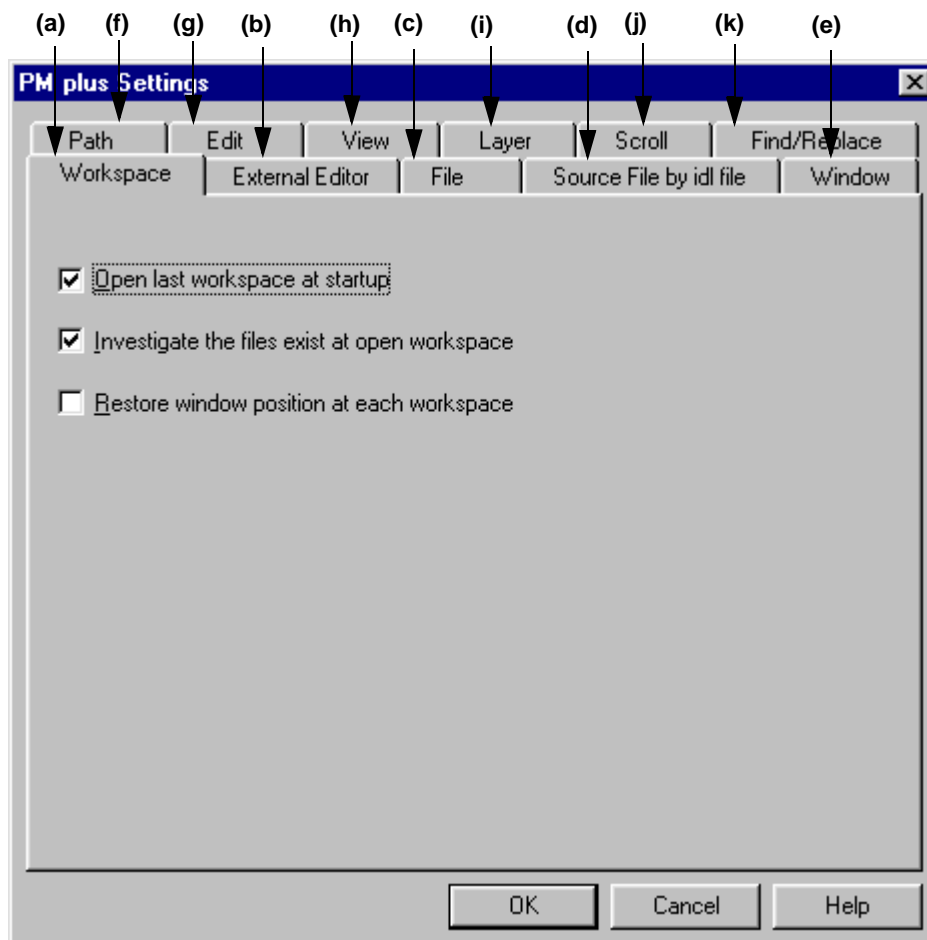 (a) (f) (g) (b) (h) (c) (i) (d) (j) (k) (e)
PM plus Settings
Path Edit View Layer Scroll Find/Replace
Workspace External Editor File Source File by idl file Window
Open last workspace at startup
Investigate the files exist at open workspace
Restore window position at each workspace
OK Cancel Help